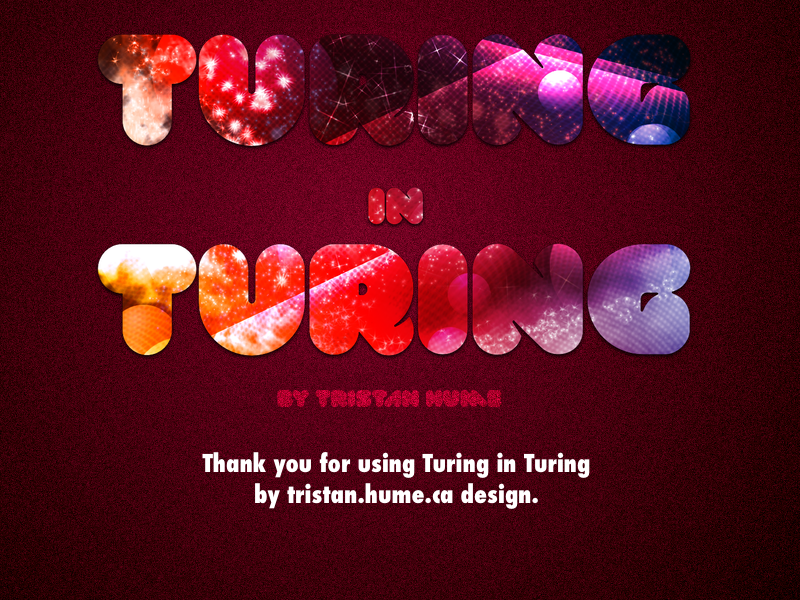 TURING
IN
TURING
BY TRISTAN HUME
Thank you for using Turing in Turing
by tristan.hume.ca design.